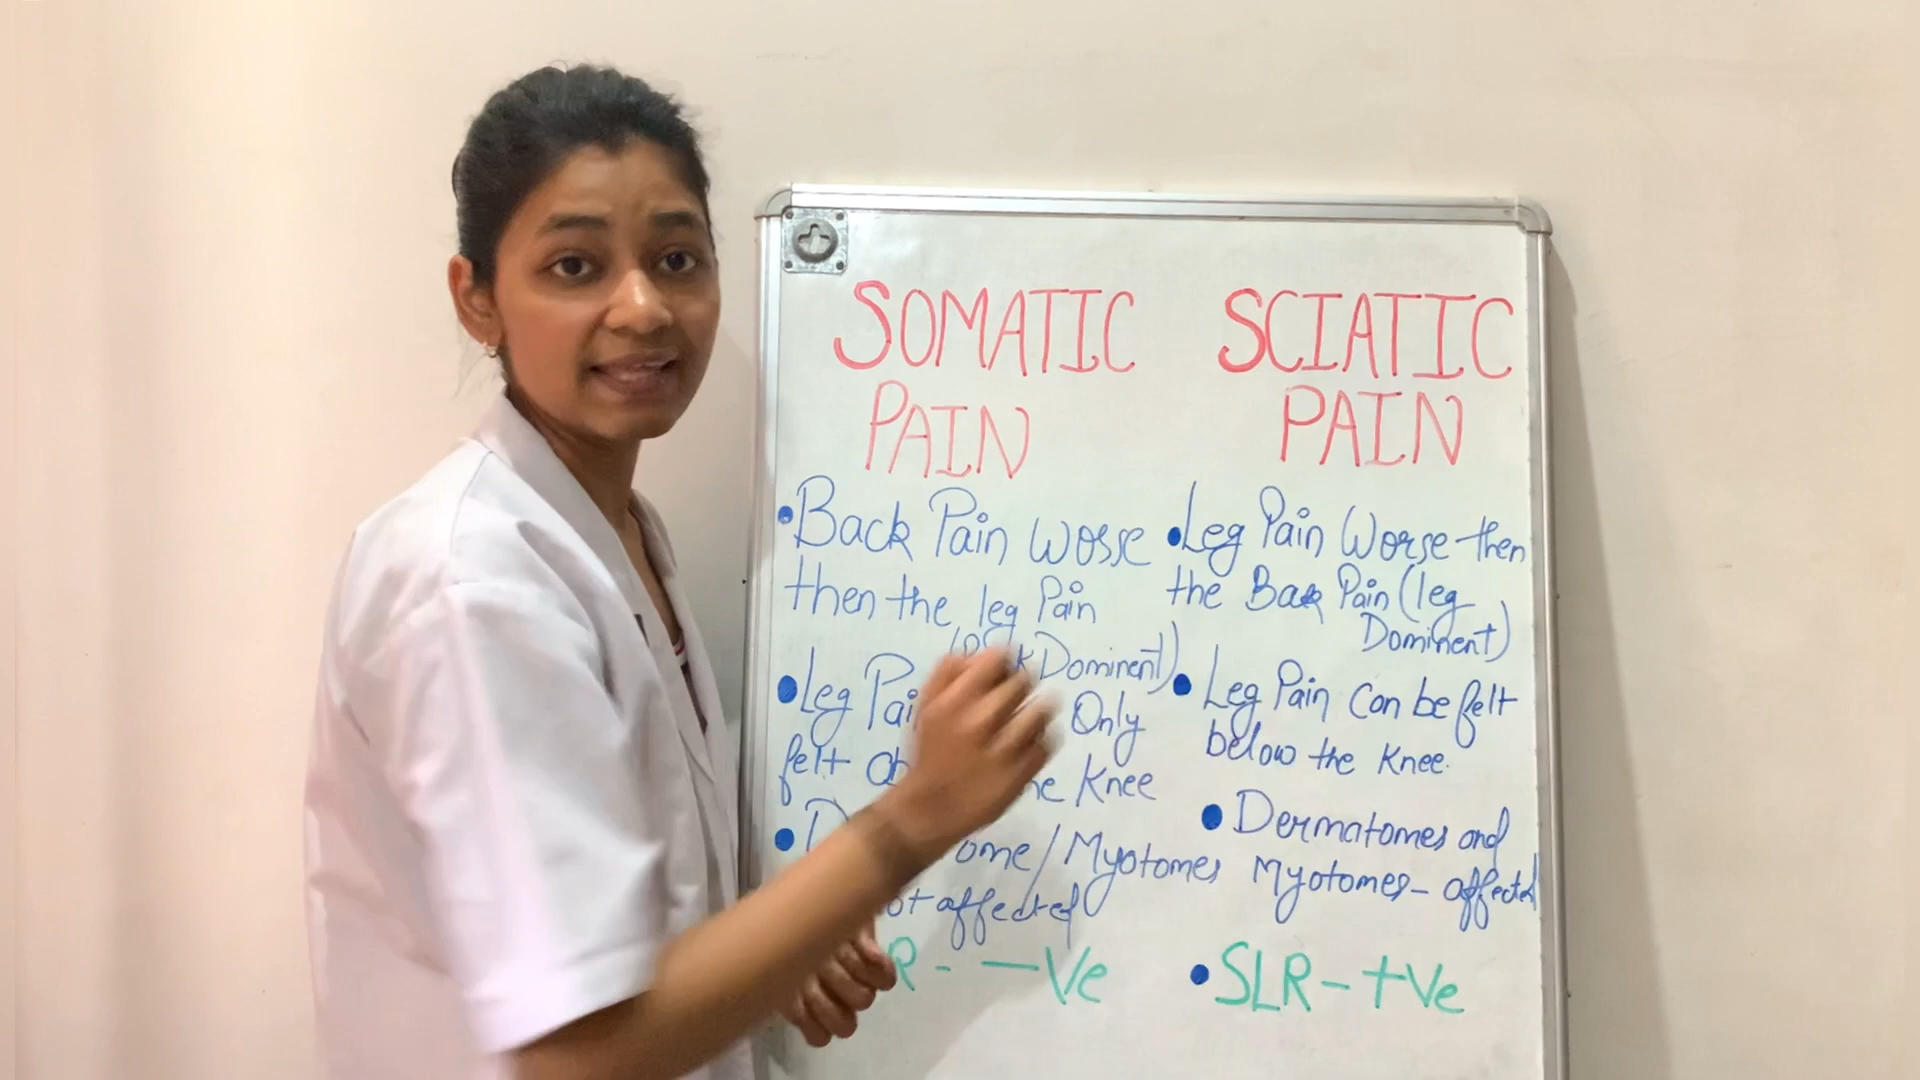 SOMATIC
PAIN
• Back Pain worse
then the leg Pain
Dominent)
• Leg Only
felt Knee
ome/Myotomes
affected
R - -Ve
SCIATIC
PAIN
• Leg Pain Worse then
the Back Pain (leg
Dominent)
• Leg Pain Can be felt
below the Knee.
• Dermatomes and
Myotomes - affected
• SLR - +Ve